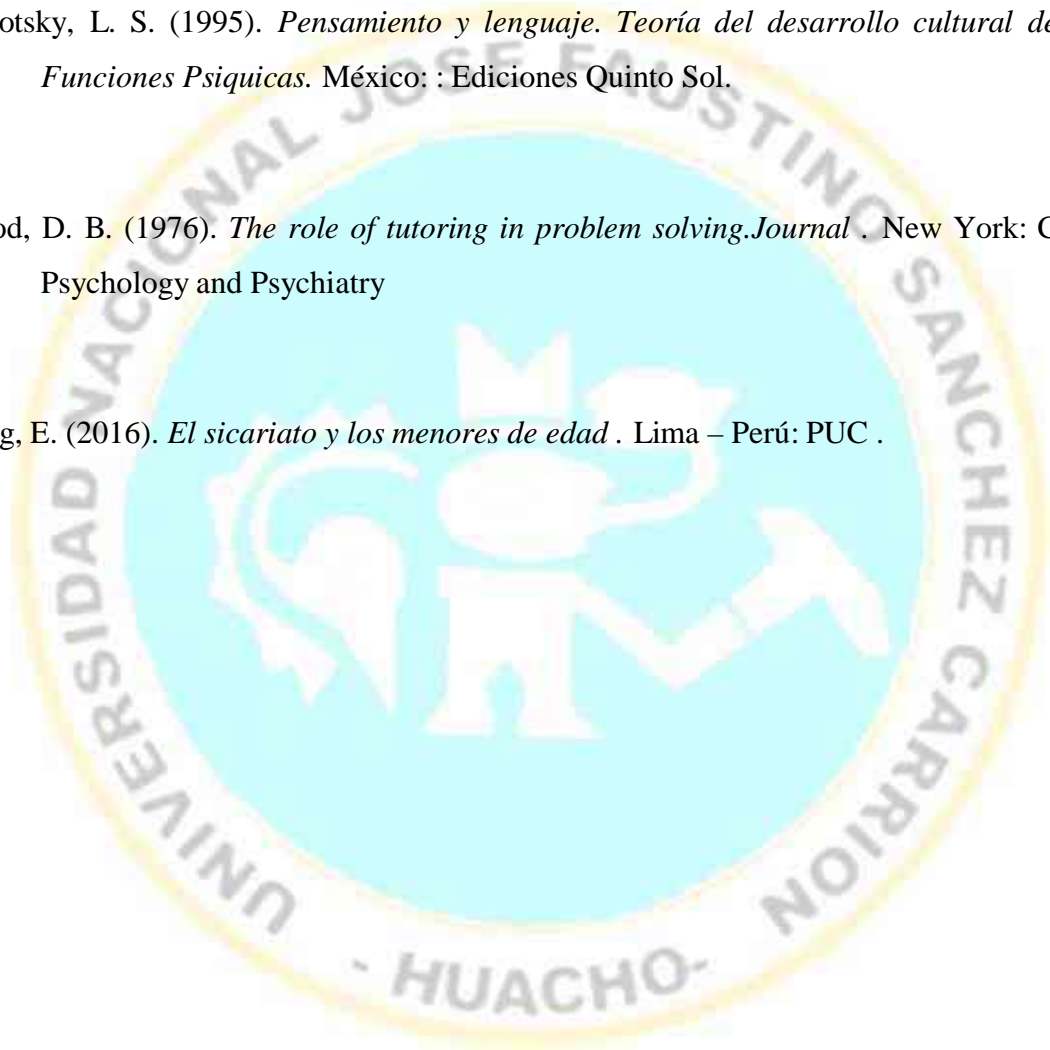 otsky, L. S. (1995). Pensamiento y lenguaje. Teoría del desarrollo cultural de
Funciones Psiquicas. México: : Ediciones Quinto Sol.
od, D. B. (1976). The role of tutoring in problem solving.Journal . New York: C
Psychology and Psychiatry
g, E. (2016). El sicariato y los menores de edad . Lima – Perú: PUC .
UNIVERSIDAD NACIONAL JOSE FAUSTINO SANCHEZ CARRION
- HUACHO-